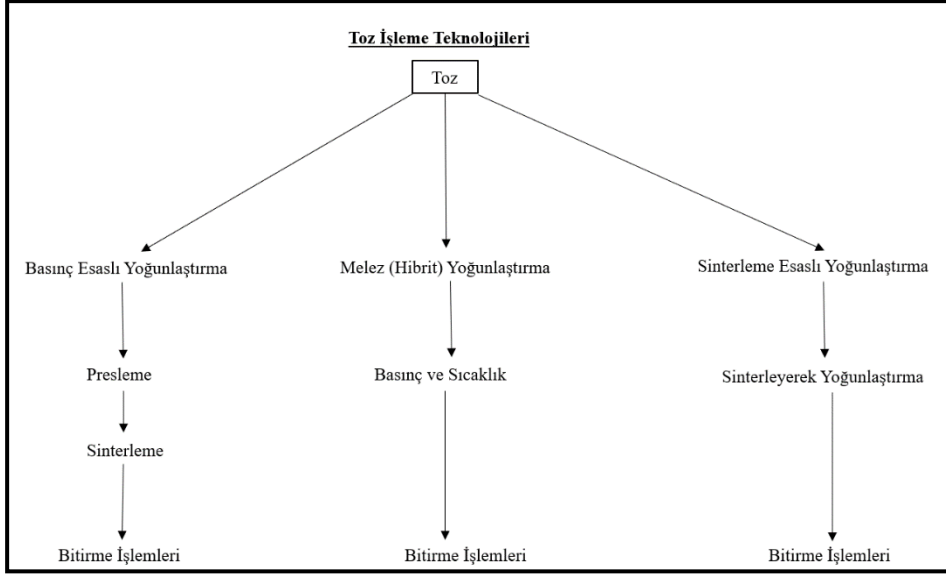 Toz İşleme Teknolojileri
Toz
Basınç Esaslı Yoğunlaştırma
Melez (Hibrit) Yoğunlaştırma
Sinterleme Esaslı Yoğunlaştırma
Presleme
Basınç ve Sıcaklık
Sinterleyerek Yoğunlaştırma
Sinterleme
Bitirme İşlemleri
Bitirme İşlemleri
Bitirme İşlemleri